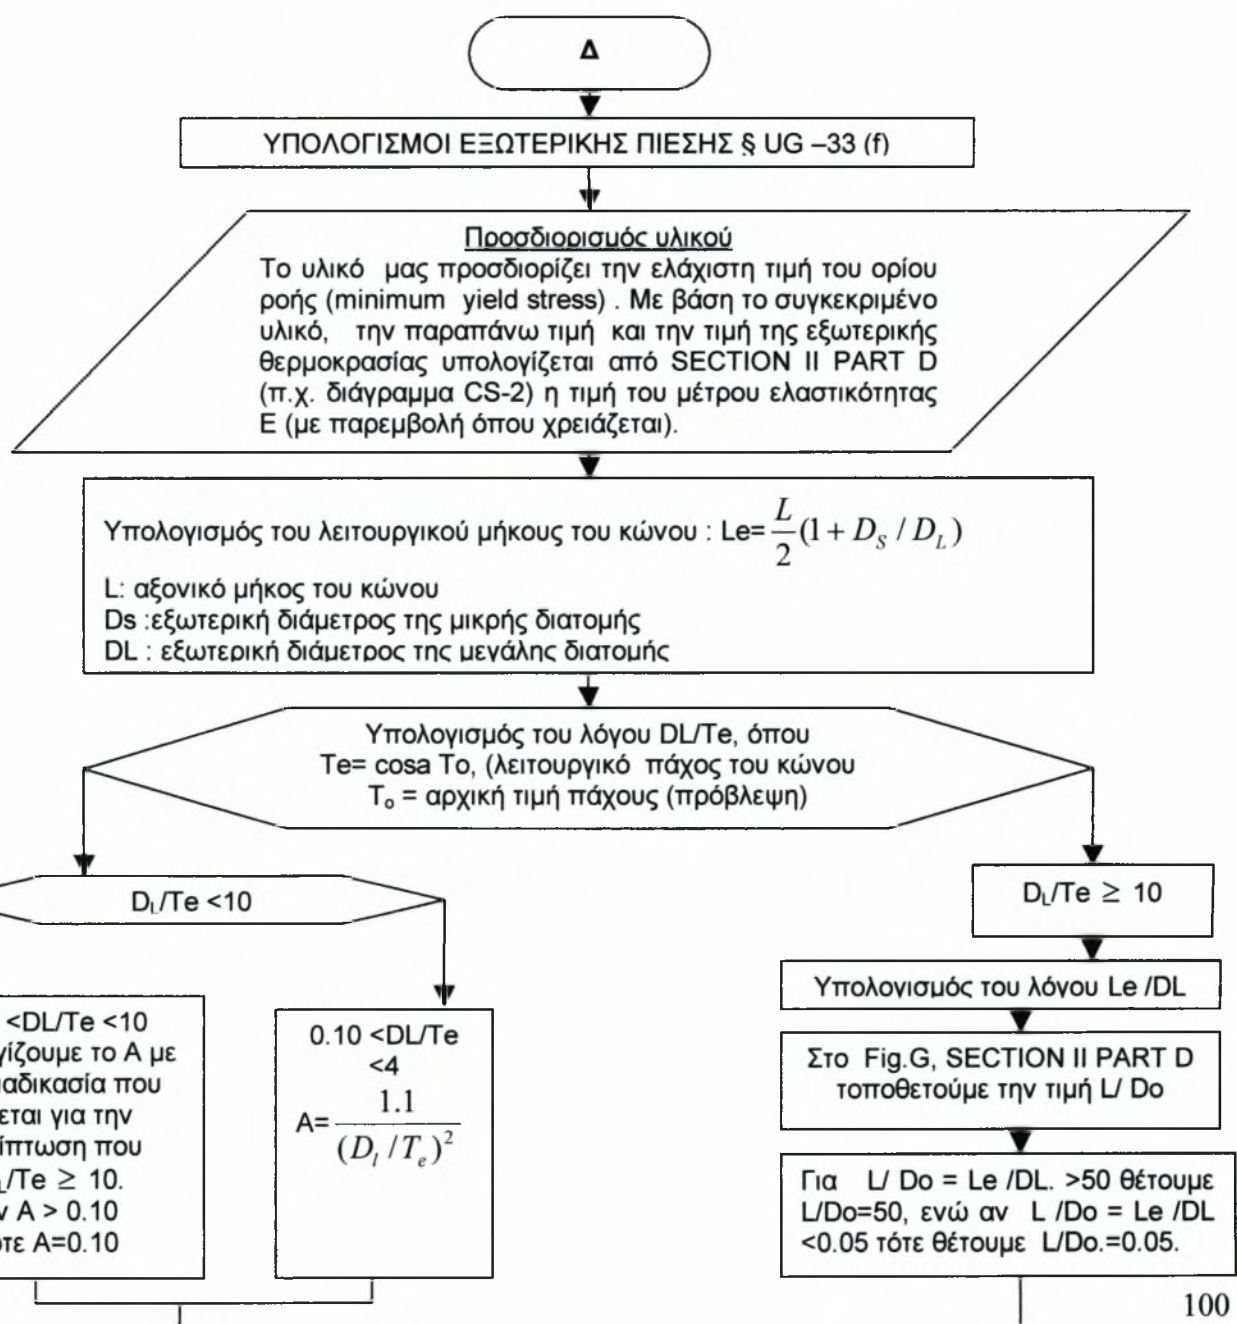 Δ
ΥΠΟΛΟΓΙΣΜΟΙ ΕΞΩΤΕΡΙΚΗΣ ΠΙΕΣΗΣ § UG –33 (f)
Προσδιορισμός υλικού
Το υλικό μας προσδιορίζει την ελάχιστη τιμή του ορίου
ροής (minimum yield stress) . Με βάση το συγκεκριμένο
υλικό, την παραπάνω τιμή και την τιμή της εξωτερικής
θερμοκρασίας υπολογίζεται από SECTION II PART D
(π.χ. διάγραμμα CS-2) η τιμή του μέτρου ελαστικότητας
Ε (με παρεμβολή όπου χρειάζεται).
Υπολογισμός του λειτουργικού μήκους του κώνου : Le= L/2 (1 + D_S / D_L)
L: αξονικό μήκος του κώνου
Ds :εξωτερική διάμετρος της μικρής διατομής
DL : εξωτερική διάμετρος της μεγάλης διατομής
Υπολογισμός του λόγου DL/Te, όπου
Te= cosa To, (λειτουργικό πάχος του κώνου
T₀ = αρχική τιμή πάχους (πρόβλεψη)
D_L/Te <10
D_L/Te ≥ 10
Υπολογισμός του λόγου Le /DL
Στο Fig.G, SECTION II PART D
τοποθετούμε την τιμή L/ Do
Για L/ Do = Le /DL. >50 θέτουμε
L/Do=50, ενώ αν L /Do = Le /DL
<0.05 τότε θέτουμε L/Do.=0.05.
<DL/Te <10
γίζουμε το Α με
ιαδικασία που
εται για την
ίπτωση που
L/Te ≥ 10.
ν Α > 0.10
ότε Α=0.10
0.10 <DL/Te
<4
A= 1.1 / (D_l / T_e)²
100